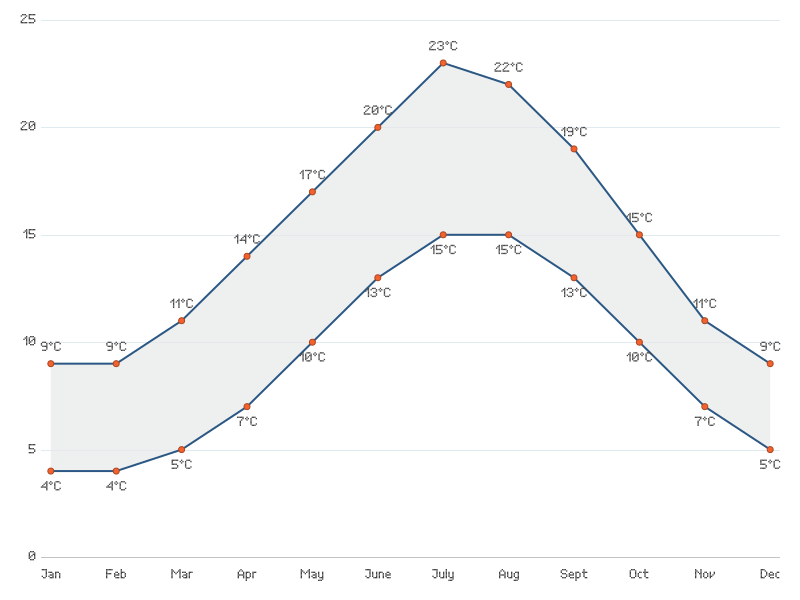 25
23°C
22°C
20°C
20
19°C
17°C
15°C
14°C
15
15°C
15°C
11°C
13°C
13°C
11°C
9°C
9°C
10
10°C
10°C
9°C
7°C
7°C
5
5°C
5°C
4°C
4°C
0
Jan Feb Mar Apr May June July Aug Sept Oct Nov Dec